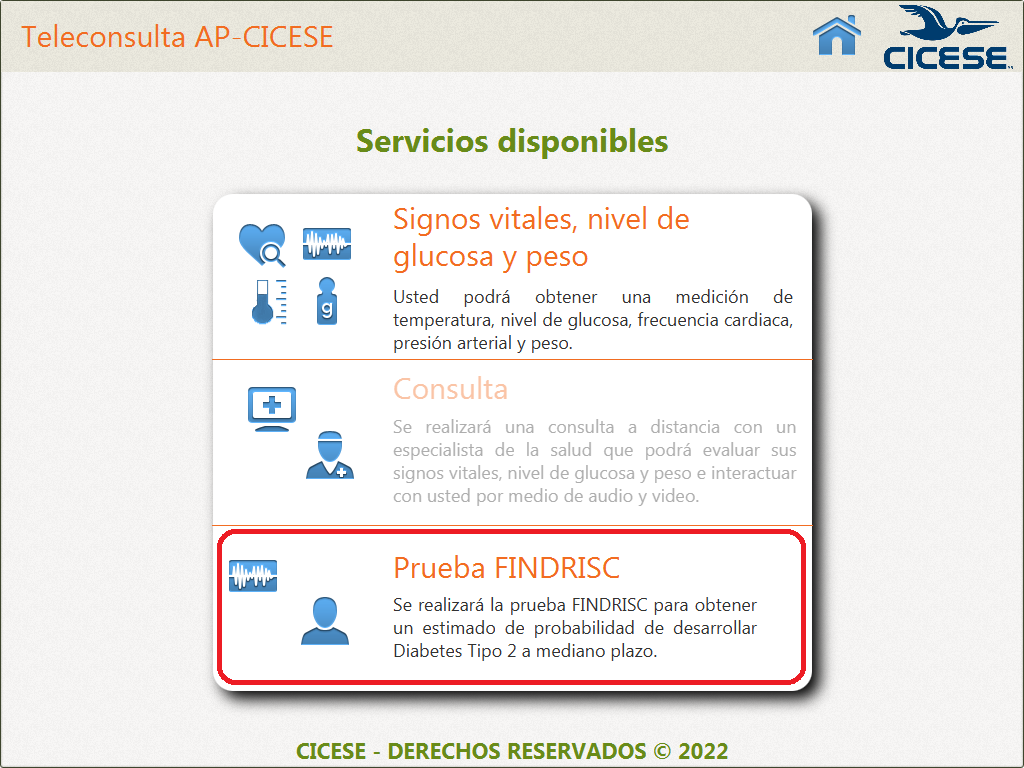 Teleconsulta AP-CICESE
CICESE
Servicios disponibles
Signos vitales, nivel de
glucosa y peso
Usted podrá obtener una medición de
temperatura, nivel de glucosa, frecuencia cardiaca,
presión arterial y peso.
g
Consulta
Se realizará una consulta a distancia con un
especialista de la salud que podrá evaluar sus
signos vitales, nivel de glucosa y peso e interactuar
con usted por medio de audio y video.
Prueba FINDRISC
Se realizará la prueba FINDRISC para obtener
un estimado de probabilidad de desarrollar
Diabetes Tipo 2 a mediano plazo.
CICESE - DERECHOS RESERVADOS © 2022